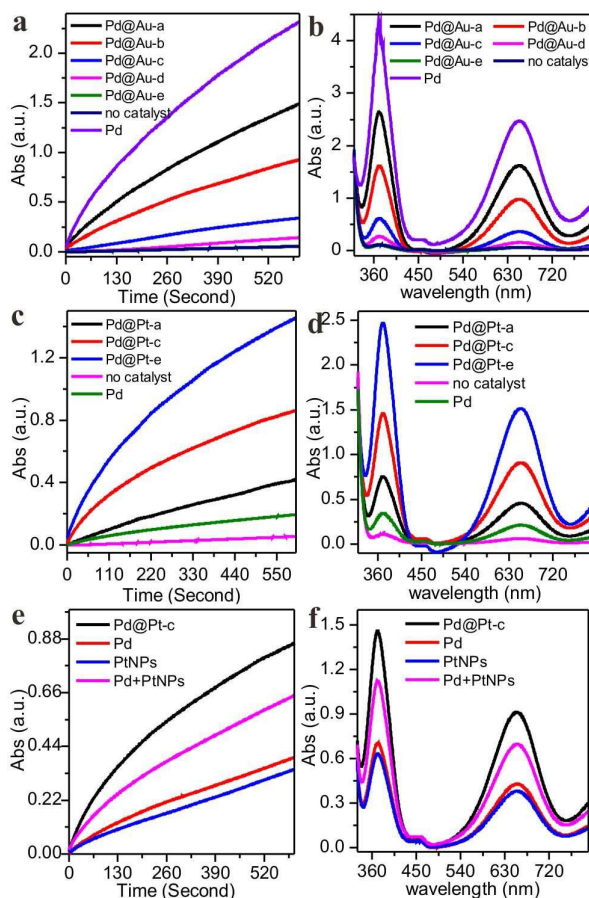 a
Pd@Au-a
Pd@Au-b
Pd@Au-c
Pd@Au-d
Pd@Au-e
no catalyst
Pd
Abs (a.u.)
2.5
2.0
1.5
1.0
0.5
0.0
0 130 260 390 520
Time (Second)
b
Pd@Au-a Pd@Au-b
Pd@Au-c Pd@Au-d
Pd@Au-e no catalyst
Pd
Abs (a.u.)
4
3
2
1
0
360 450 540 630 720
wavelength (nm)
c
Pd@Pt-a
Pd@Pt-c
Pd@Pt-e
no catalyst
Pd
Abs (a.u.)
1.2
0.8
0.4
0.0
0 110 220 330 440 550
Time (Second)
d
Pd@Pt-a
Pd@Pt-c
Pd@Pt-e
no catalyst
Pd
Abs (a.u.)
2.5
2.0
1.5
1.0
0.5
0.0
360 450 540 630 720
wavelength (nm)
e
Pd@Pt-c
Pd
PtNPs
Pd+PtNPs
Abs (a.u.)
0.88
0.66
0.44
0.22
0.00
0 130 260 390 520
Time (Second)
f
Pd@Pt-c
Pd
PtNPs
Pd+PtNPs
Abs (a.u.)
1.5
1.2
0.9
0.6
0.3
0.0
360 450 540 630 720
wavelength (nm)